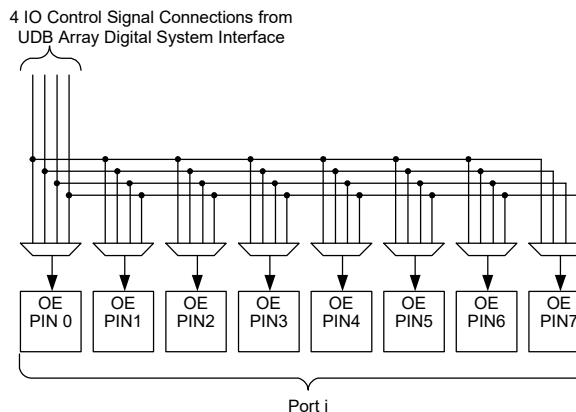 4 IO Control Signal Connections from
UDB Array Digital System Interface
OE
PIN 0
OE
PIN1
OE
PIN2
OE
PIN3
OE
PIN4
OE
PIN5
OE
PIN6
OE
PIN7
Port i